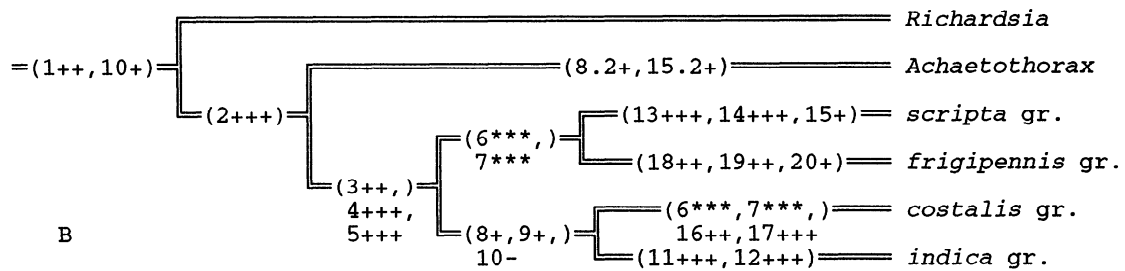 Richardsia
=(1++,10+)
(8.2+,15.2+) Achaetothorax
(2+++)
(13+++,14+++,15+) scripta gr.
(6***,)
7***
(18++,19++,20+) frigipennis gr.
(3++,)
4+++,
5+++
(6***,7***,) costalis gr.
16++,17+++
(8+,9+,)
10-
(11+++,12+++) indica gr.
B